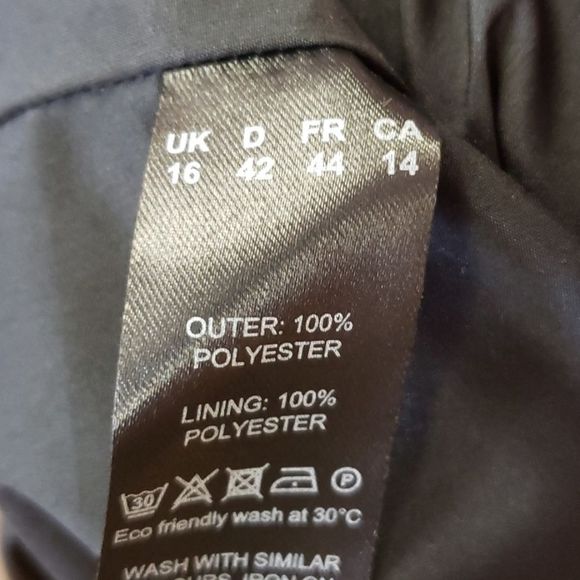 UK D FR CA
16 42 44 14
OUTER: 100%
POLYESTER
LINING: 100%
POLYESTER
30 P
Eco friendly wash at 30°C
WASH WITH SIMILAR